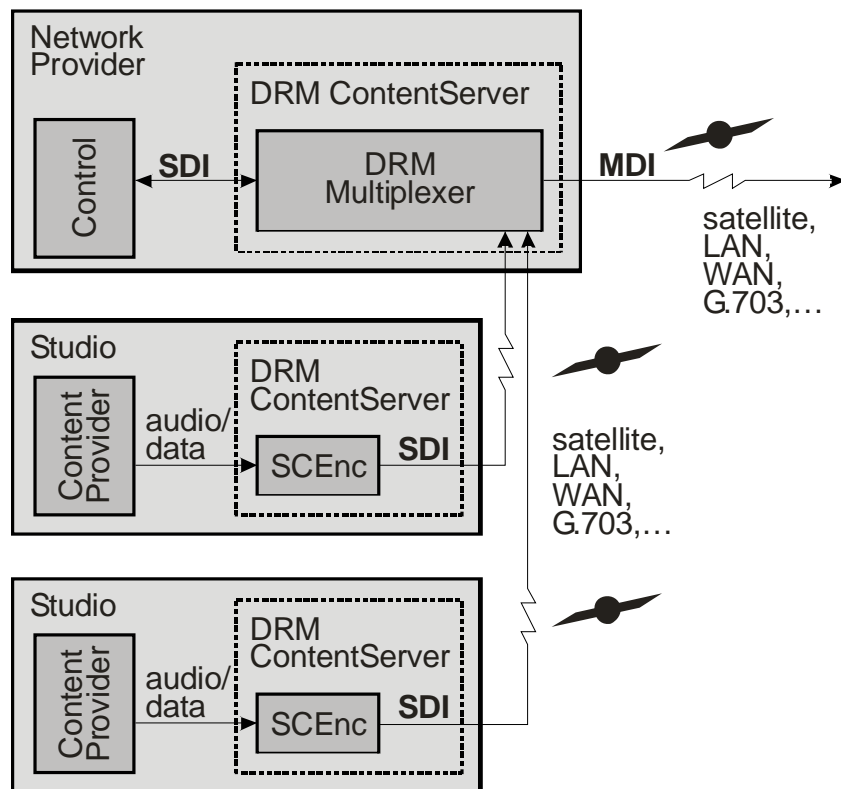 Network
Provider
DRM ContentServer
Control
SDI
DRM
Multiplexer
MDI
satellite,
LAN,
WAN,
G.703,…
Studio
Content
Provider
audio/
data
DRM
ContentServer
SCEnc
SDI
satellite,
LAN,
WAN,
G.703,…
Studio
Content
Provider
audio/
data
DRM
ContentServer
SCEnc
SDI